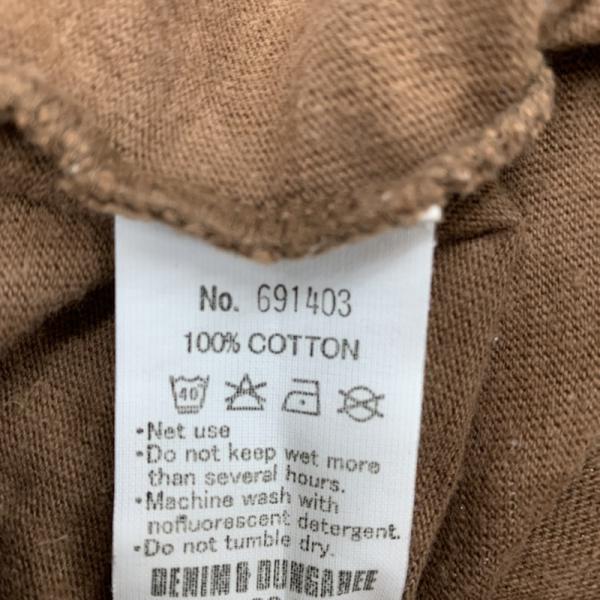 No. 691403
100% COTTON
40
•Net use
•Do not keep wet more
than several hours.
•Machine wash with
nofluorescent detergent.
•Do not tumble dry.
DENIM & DUNGAREE